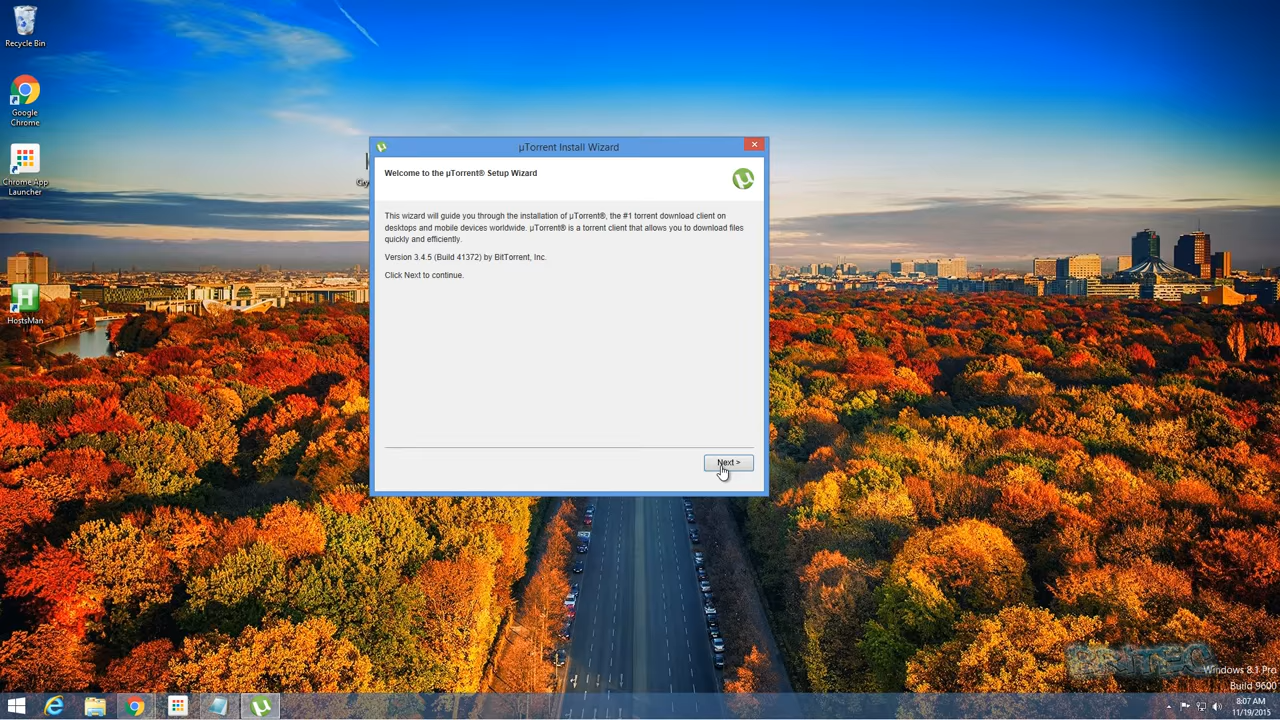 Recycle Bin
Google
Chrome
Chrome App
Launcher
HostsMan
µTorrent Install Wizard
Welcome to the µTorrent® Setup Wizard
This wizard will guide you through the installation of µTorrent®, the #1 torrent download client on
desktops and mobile devices worldwide. µTorrent® is a torrent client that allows you to download files
quickly and efficiently.
Version 3.4.5 (Build 41372) by BitTorrent, Inc.
Click Next to continue.
Next >
BRITEC
Windows 8.1 Pro
Build 9600
8:07 AM
11/19/2015